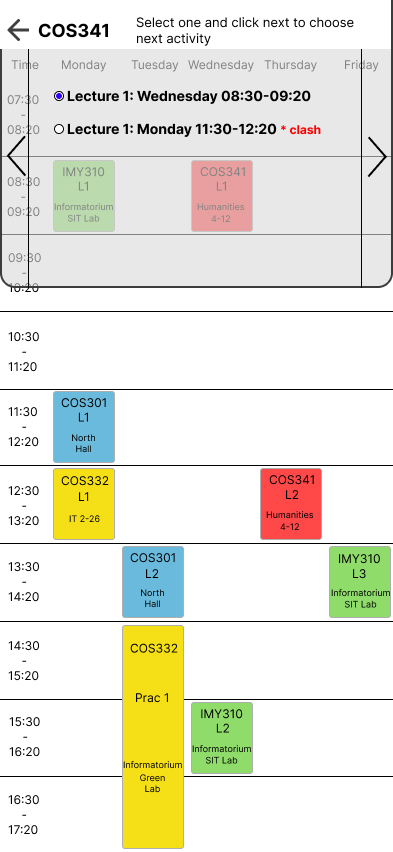 COS341
Select one and click next to choose
next activity
Time
Monday
Tuesday
Wednesday
Thursday
Friday
07:30
-
08:20
Lecture 1: Wednesday 08:30-09:20
Lecture 1: Monday 11:30-12:20 * clash
08:30
-
09:20
IMY310
L1
Informatorium
SIT Lab
COS341
L1
Humanities
4-12
09:30
-
10:20
10:30
-
11:20
11:30
-
12:20
COS301
L1
North
Hall
12:30
-
13:20
COS332
L1
IT 2-26
COS341
L2
Humanities
4-12
13:30
-
14:20
COS301
L2
North
Hall
IMY310
L3
Informatorium
SIT Lab
14:30
-
15:20
COS332
Prac 1
Informatorium
Green
Lab
15:30
-
16:20
IMY310
L2
Informatorium
SIT Lab
16:30
-
17:20